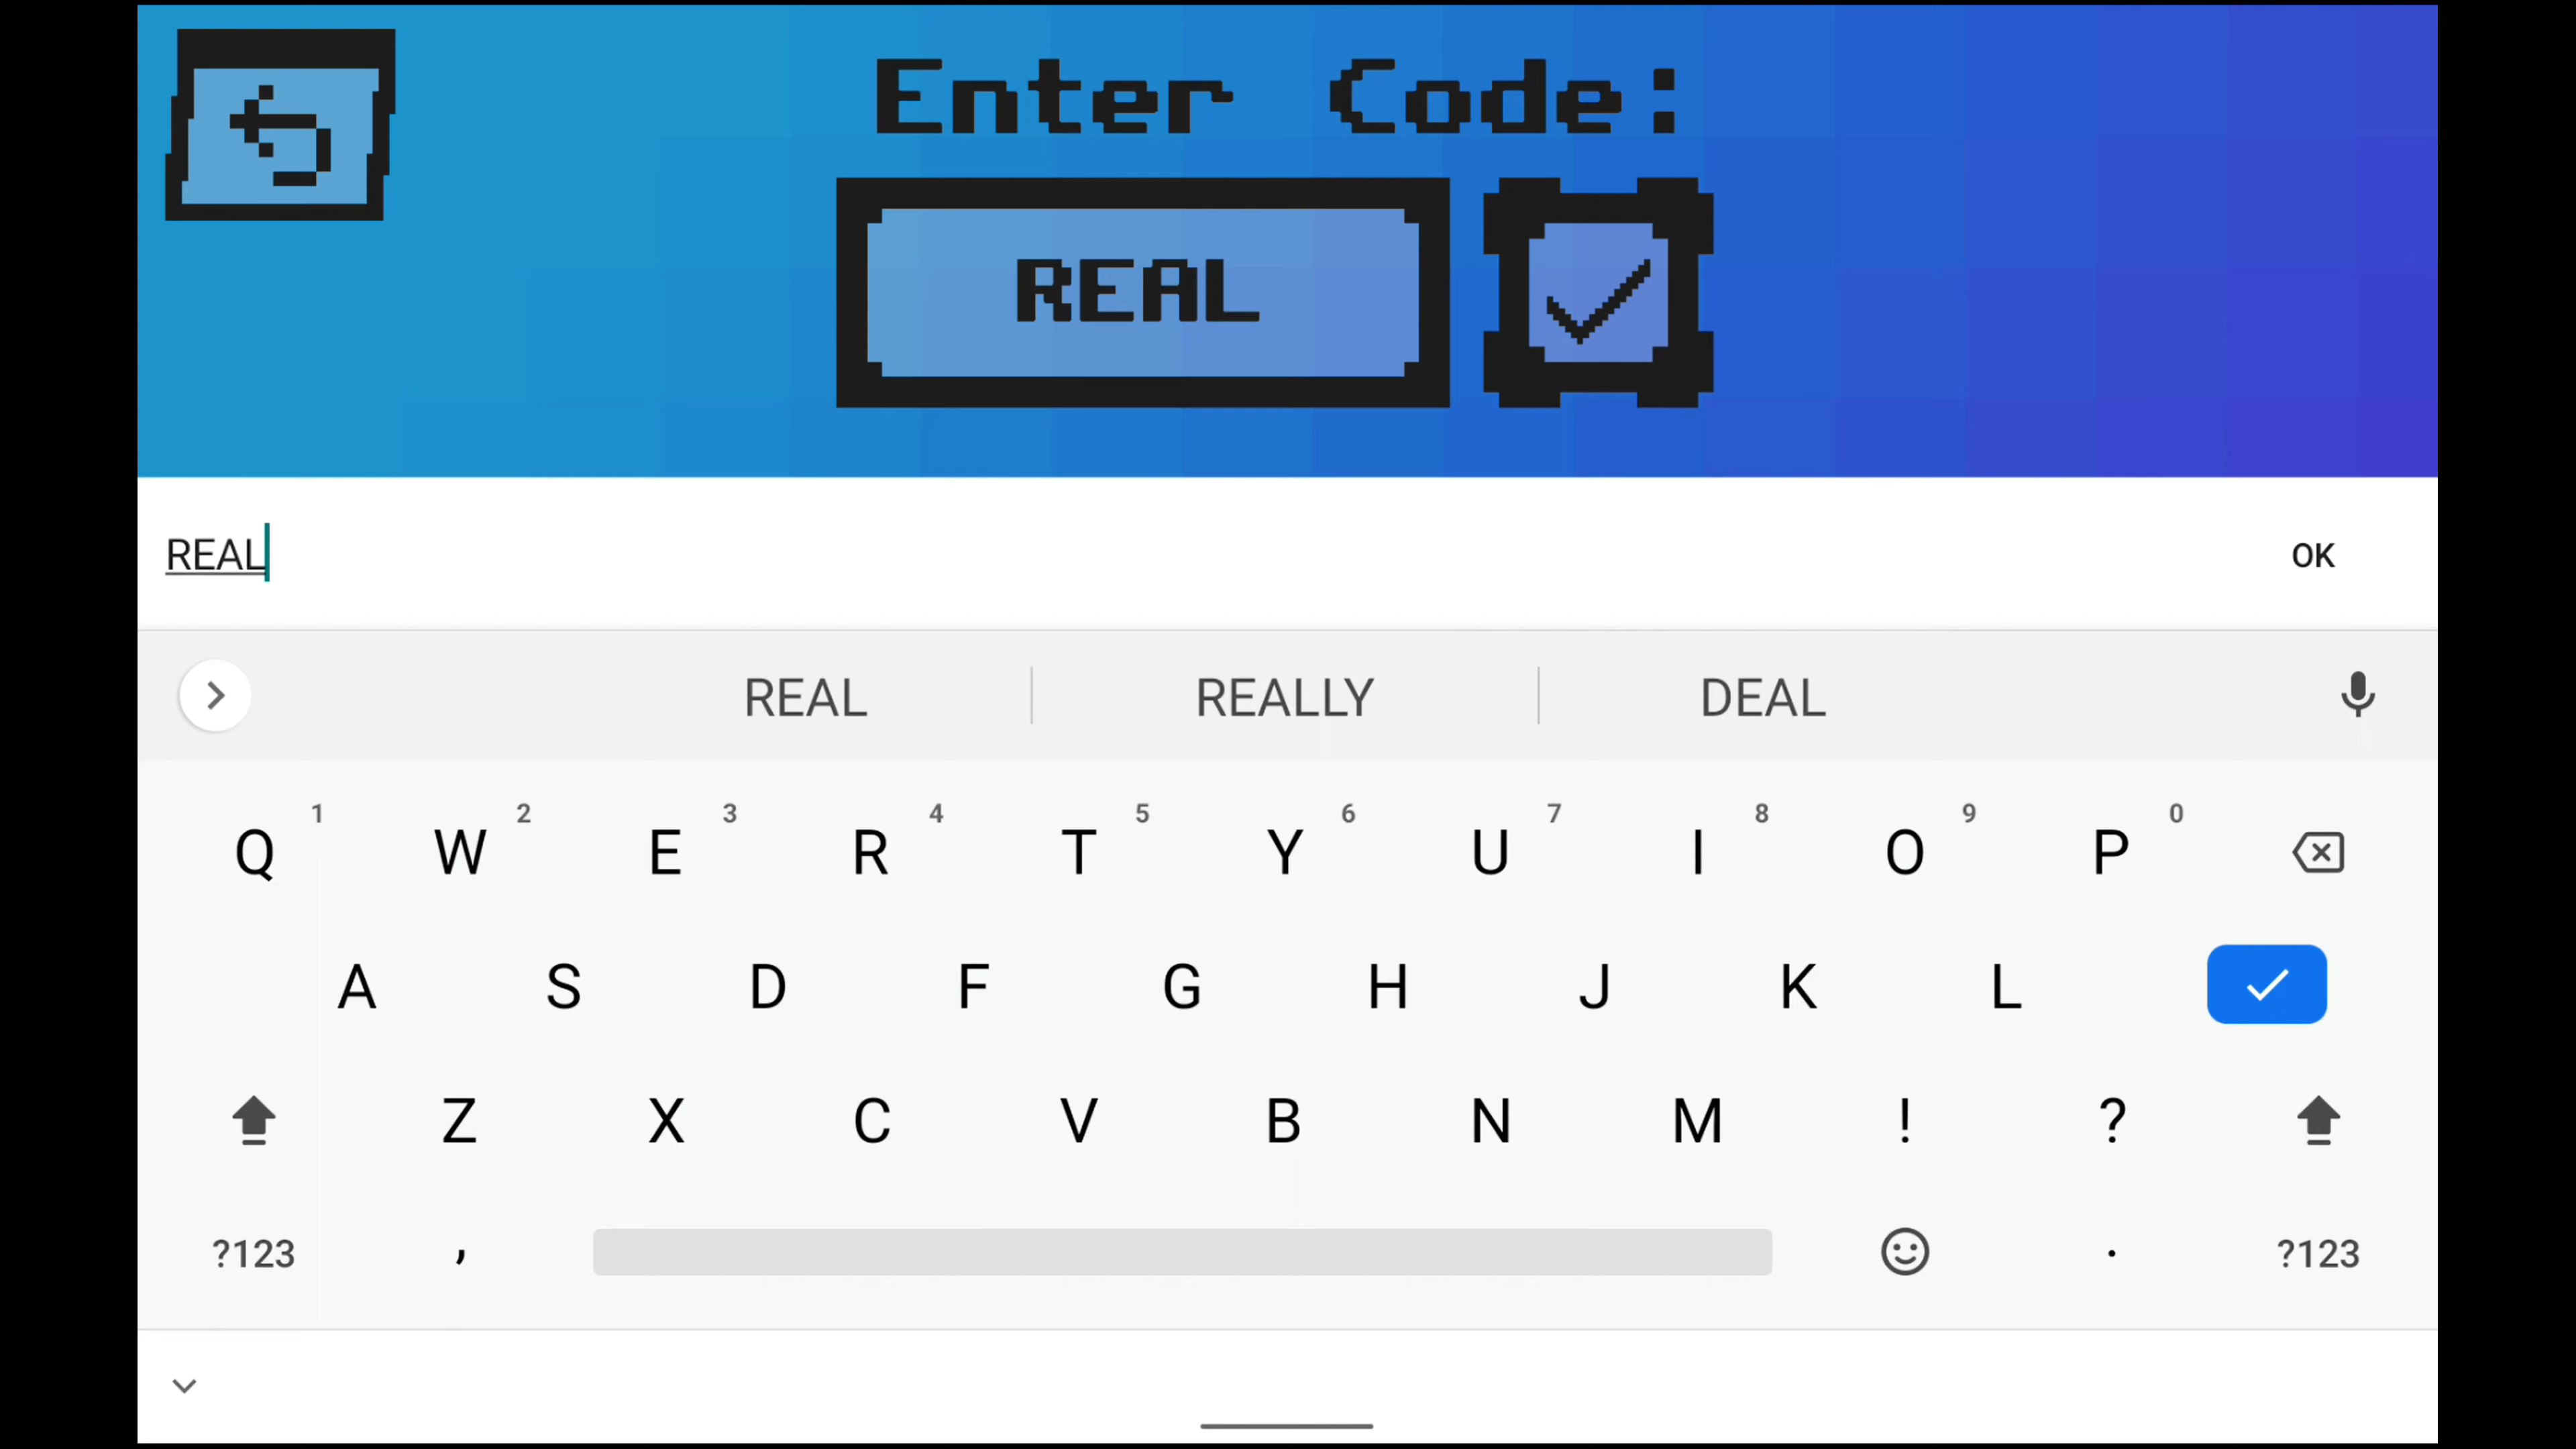 Enter Code:
REAL
REAL OK
REAL REALLY DEAL
1 2 3 4 5 6 7 8 9 0
Q W E R T Y U I O P
A S D F G H J K L
Z X C V B N M ! ?
?123 , . ?123